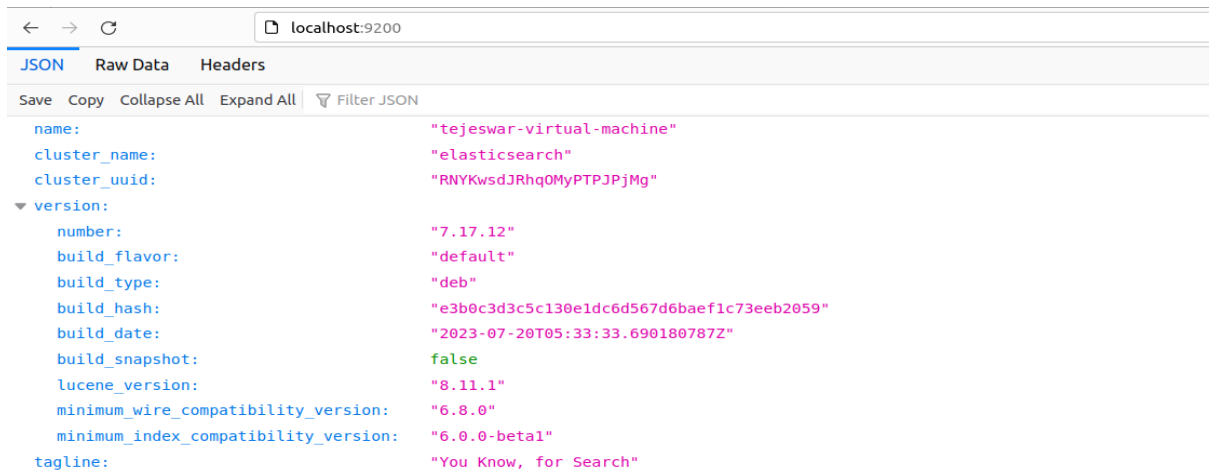 localhost:9200
JSON Raw Data Headers
Save Copy Collapse All Expand All Filter JSON
name: "tejeswar-virtual-machine"
cluster_name: "elasticsearch"
cluster_uuid: "RNYKwsdJRhqOMyPTPJPjMg"
version:
number: "7.17.12"
build_flavor: "default"
build_type: "deb"
build_hash: "e3b0c3d3c5c130e1dc6d567d6baef1c73eeb2059"
build_date: "2023-07-20T05:33:33.690180787Z"
build_snapshot: false
lucene_version: "8.11.1"
minimum_wire_compatibility_version: "6.8.0"
minimum_index_compatibility_version: "6.0.0-beta1"
tagline: "You Know, for Search"